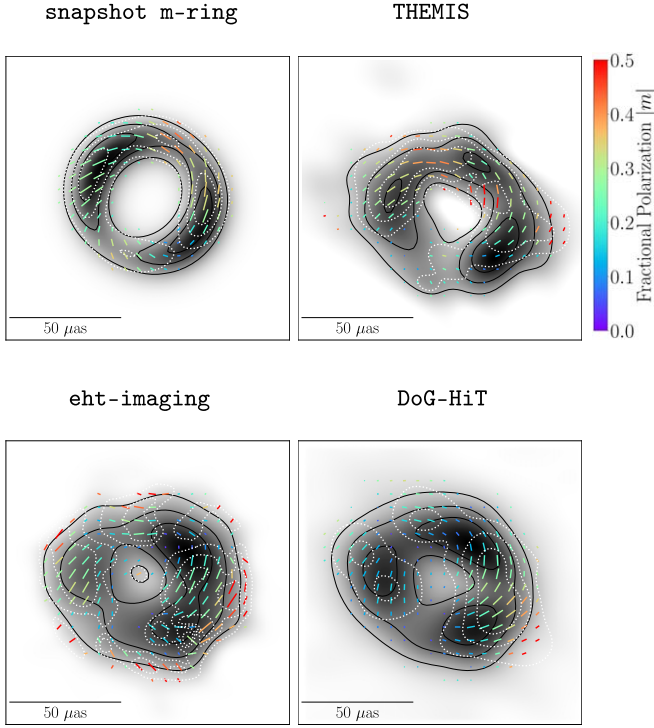 snapshot m-ring
THEMIS
50 μas
50 μas
0.5
0.4
0.3
0.2
0.1
0.0
Fractional Polarization |m|
eht-imaging
DoG-HiT
50 μas
50 μas